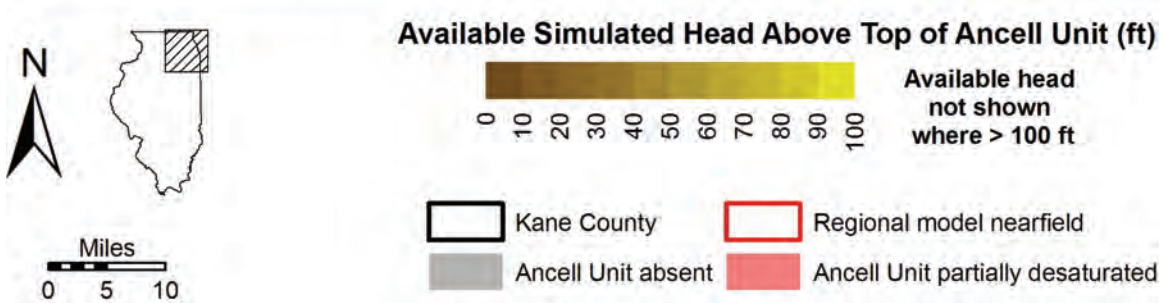 N
Miles
0 5 10
Available Simulated Head Above Top of Ancell Unit (ft)
0 10 20 30 40 50 60 70 80 90 100
Available head
not shown
where > 100 ft
Kane County
Regional model nearfield
Ancell Unit absent
Ancell Unit partially desaturated